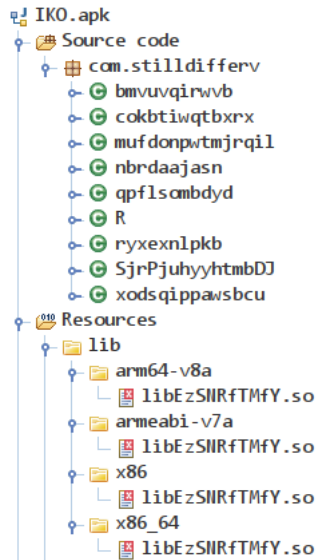 IKO.apk
Source code
com.stilldifferv
bmvuvqirwvb
cokbtiwqtbxrx
mufdonpwtmjrqil
nbrdaajasn
qpflsombdyd
R
ryxexnlpkb
SjrPjuhyyhtmbDJ
xodsqippawsbcu
Resources
lib
arm64-v8a
libEzSNRfTMfY.so
armeabi-v7a
libEzSNRfTMfY.so
x86
libEzSNRfTMfY.so
x86_64
libEzSNRfTMfY.so